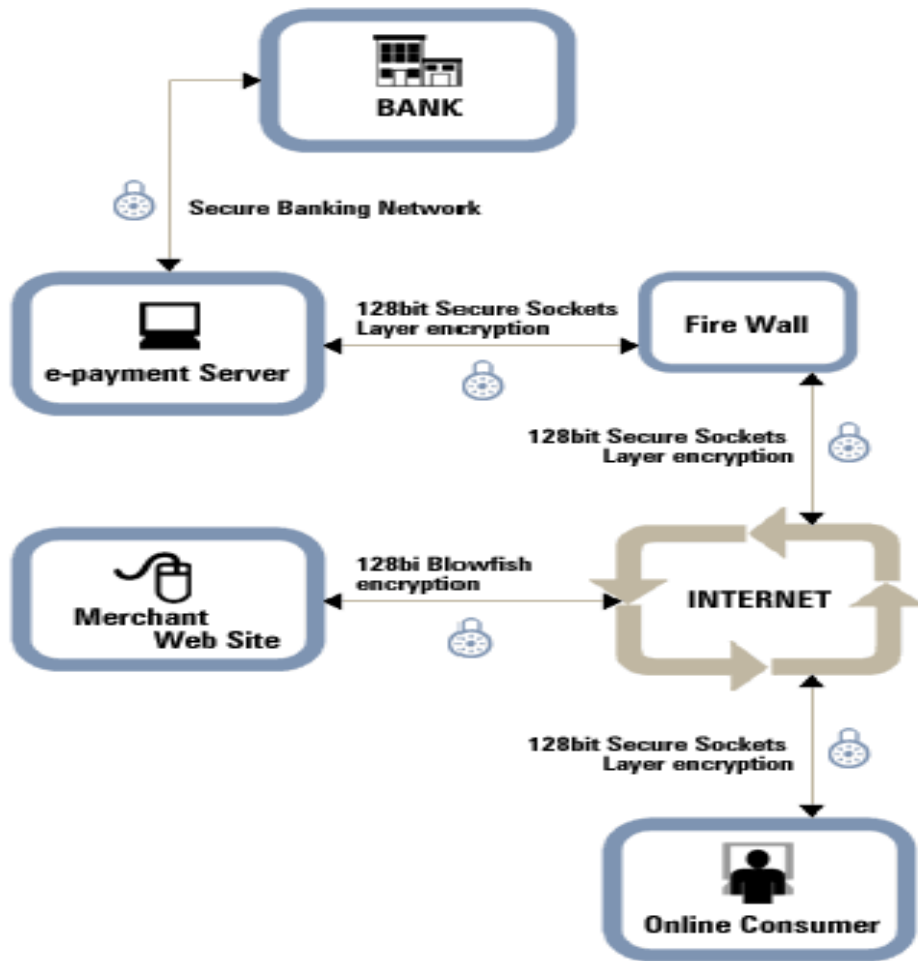 BANK
Secure Banking Network
128bit Secure Sockets
Layer encryption
Fire Wall
e-payment Server
128bit Secure Sockets
Layer encryption
128bi Blowfish
encryption
INTERNET
Merchant
Web Site
128bit Secure Sockets
Layer encryption
Online Consumer